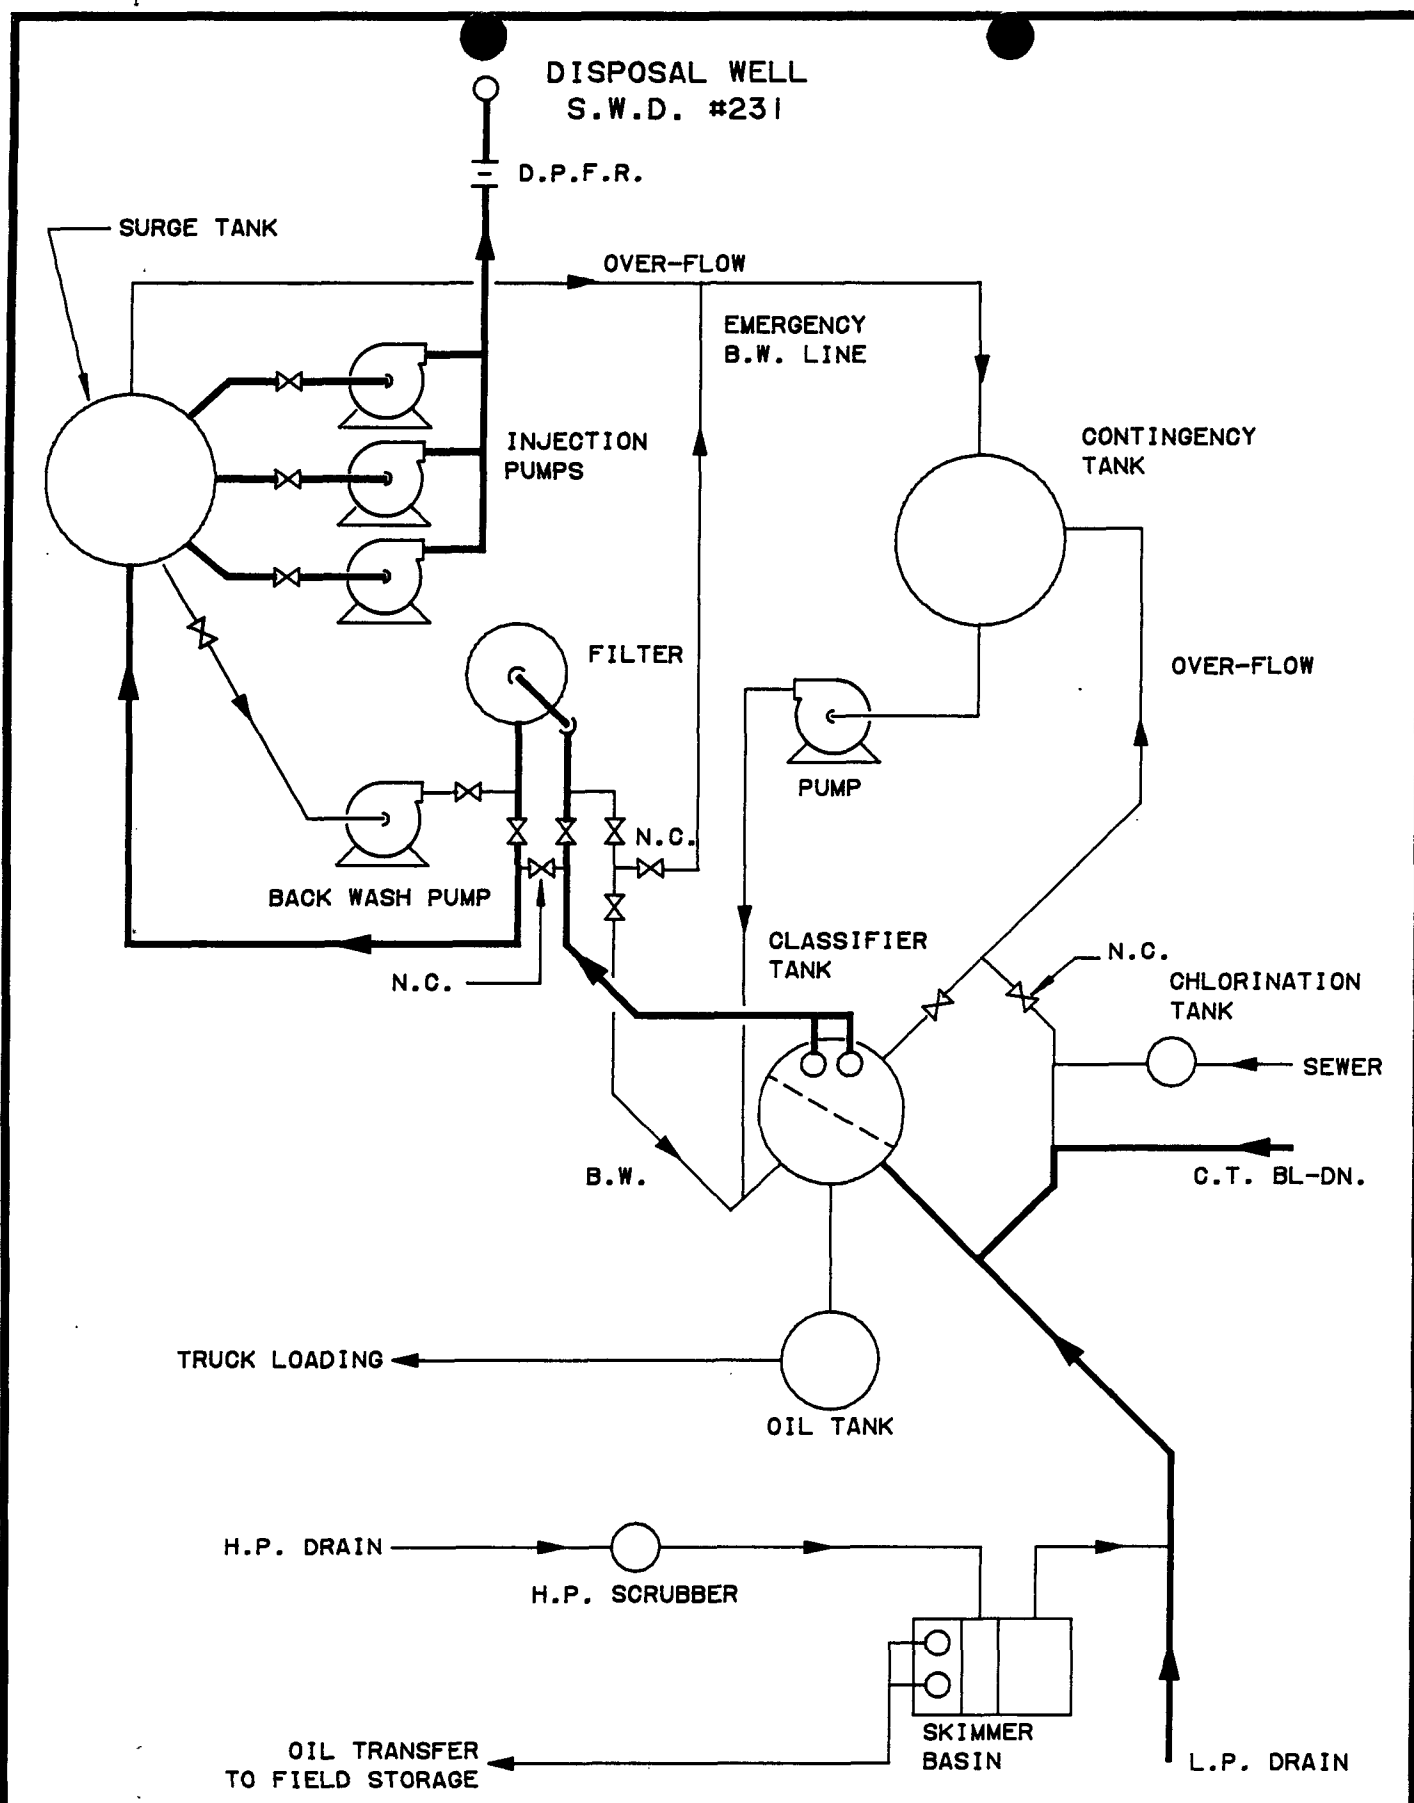 DISPOSAL WELL
S.W.D. #231
D.P.F.R.
SURGE TANK
OVER-FLOW
EMERGENCY
B.W. LINE
INJECTION
PUMPS
CONTINGENCY
TANK
FILTER
OVER-FLOW
PUMP
N.C.
BACK WASH PUMP
CLASSIFIER
TANK
N.C.
N.C.
CHLORINATION
TANK
SEWER
B.W.
C.T. BL-DN.
TRUCK LOADING
OIL TANK
H.P. DRAIN
H.P. SCRUBBER
SKIMMER
BASIN
OIL TRANSFER
TO FIELD STORAGE
L.P. DRAIN